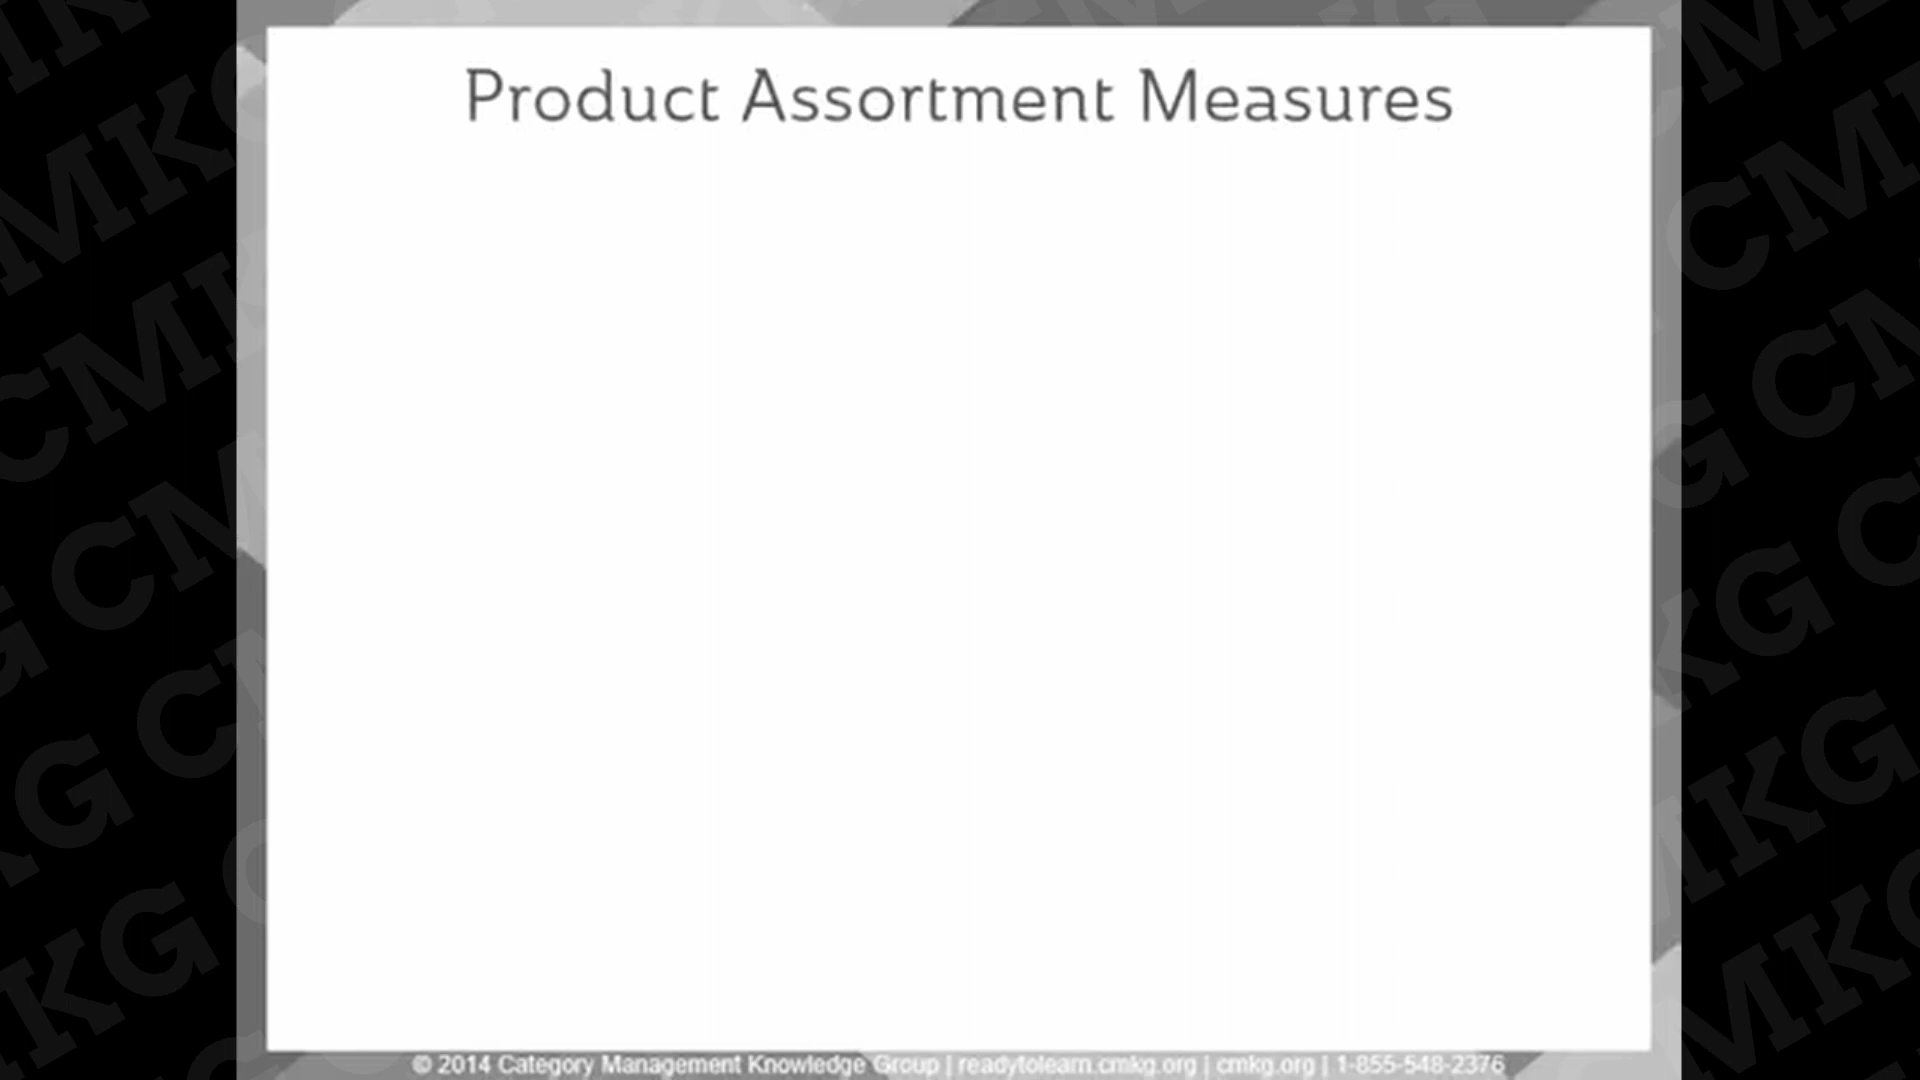 Product Assortment Measures
© 2014 Category Management Knowledge Group | readytolearn.cmkg.org | cmkg.org | 1-855-548-2376